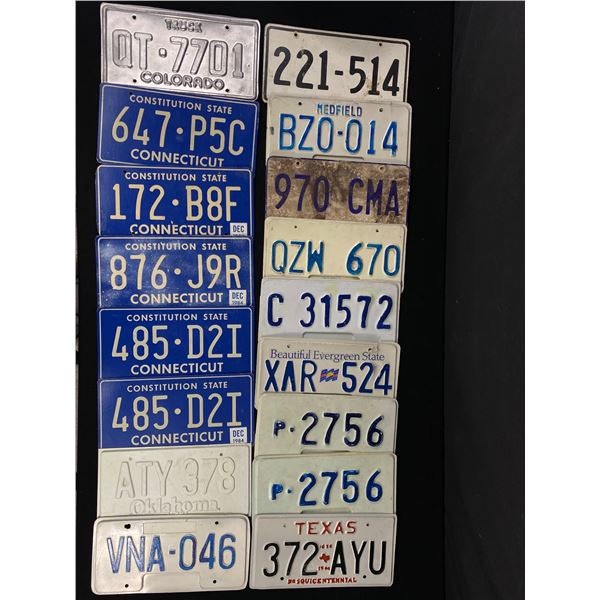 TRUCK
QT·7701
COLORADO
CONSTITUTION STATE
647·P5C
CONNECTICUT
CONSTITUTION STATE
172·B8F
DEC
CONNECTICUT
CONSTITUTION STATE
876·J9R
DEC
1984
CONNECTICUT
CONSTITUTION STATE
485·D2I
CONNECTICUT
CONSTITUTION STATE
485·D2I
DEC
1984
CONNECTICUT
ATY 378
Oklahoma
VNA-046
221-514
MEDFIELD
BZO-014
970 CMA
QZW 670
C 31572
Beautiful Evergreen State
XAR 524
P·2756
P·2756
TEXAS
1836
372 AYU
1986
SESQUICENTENNIAL